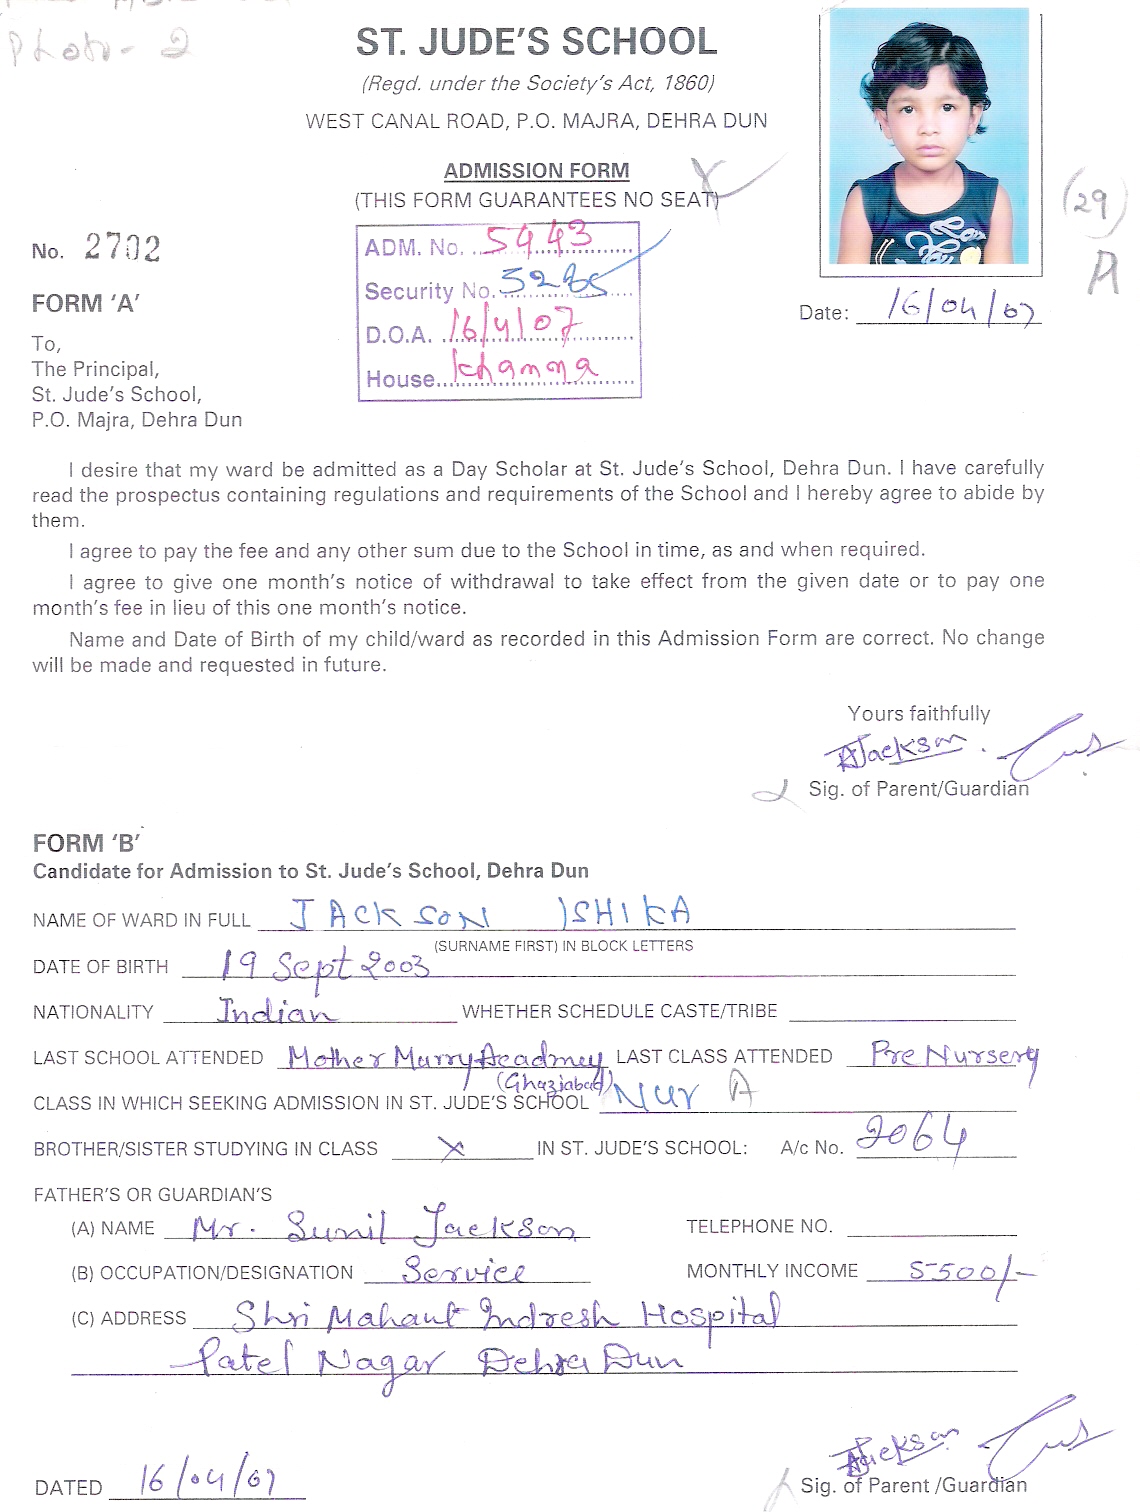 Photo - 2
ST. JUDE'S SCHOOL
(Regd. under the Society's Act, 1860)
WEST CANAL ROAD, P.O. MAJRA, DEHRA DUN
ADMISSION FORM
(THIS FORM GUARANTEES NO SEAT)
(29)
A
No. 2702
ADM. No. 5443
Security No. 5285
D.O.A. 16/4/07
House Khanna
Date: 16/04/07
FORM 'A'
To,
The Principal,
St. Jude's School,
P.O. Majra, Dehra Dun
I desire that my ward be admitted as a Day Scholar at St. Jude's School, Dehra Dun. I have carefully
read the prospectus containing regulations and requirements of the School and I hereby agree to abide by
them.
I agree to pay the fee and any other sum due to the School in time, as and when required.
I agree to give one month's notice of withdrawal to take effect from the given date or to pay one
month's fee in lieu of this one month's notice.
Name and Date of Birth of my child/ward as recorded in this Admission Form are correct. No change
will be made and requested in future.
Yours faithfully
AJackson.
Sig. of Parent/Guardian
FORM 'B'
Candidate for Admission to St. Jude's School, Dehra Dun
NAME OF WARD IN FULL JACKSON ISHIKA
(SURNAME FIRST) IN BLOCK LETTERS
DATE OF BIRTH 19 Sept 2003
NATIONALITY Indian WHETHER SCHEDULE CASTE/TRIBE
LAST SCHOOL ATTENDED Mother Marry Acadmey LAST CLASS ATTENDED Pre Nursery
(Ghaziabad)
CLASS IN WHICH SEEKING ADMISSION IN ST. JUDE'S SCHOOL Nur A
BROTHER/SISTER STUDYING IN CLASS X IN ST. JUDE'S SCHOOL: A/c No. 2064
FATHER'S OR GUARDIAN'S
(A) NAME Mr. Sunil Jackson TELEPHONE NO.
(B) OCCUPATION/DESIGNATION Service MONTHLY INCOME 5500/-
(C) ADDRESS Shri Mahant Indresh Hospital
Patel Nagar Dehra Dun
AJackson
DATED 16/04/07 Sig. of Parent /Guardian